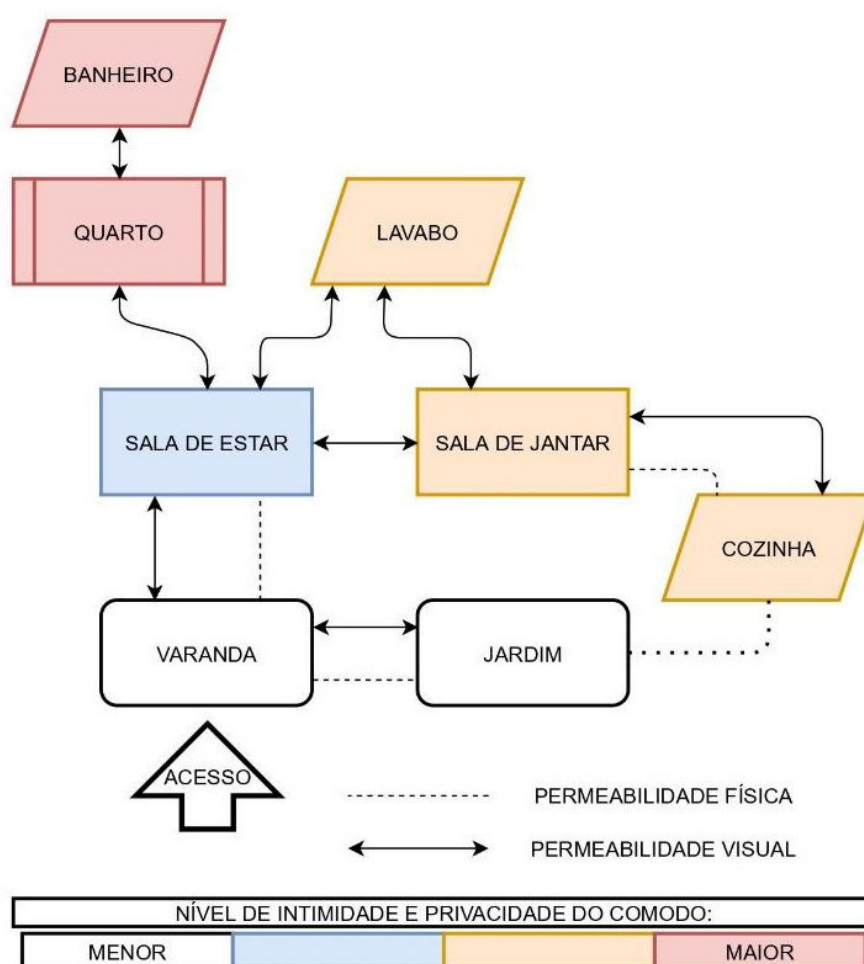 BANHEIRO
QUARTO
LAVABO
SALA DE ESTAR
SALA DE JANTAR
COZINHA
VARANDA
JARDIM
ACESSO
PERMEABILIDADE FÍSICA
PERMEABILIDADE VISUAL
NÍVEL DE INTIMIDADE E PRIVACIDADE DO COMODO:
MENOR
MAIOR